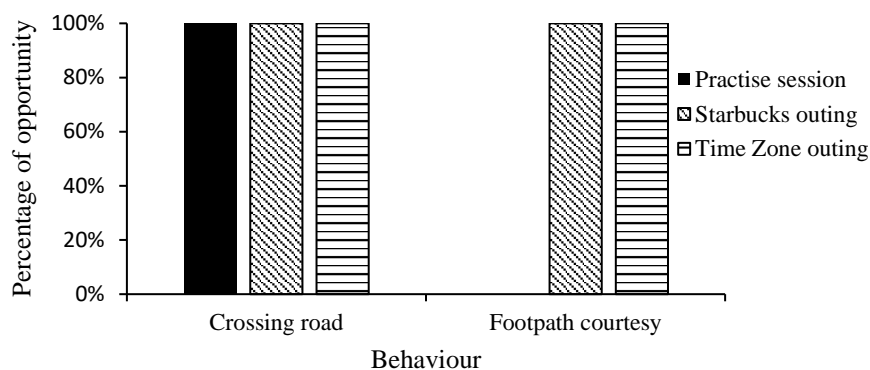 Percentage of opportunity
100%
80%
60%
40%
20%
0%
Crossing road
Footpath courtesy
Behaviour
Practise session
Starbucks outing
Time Zone outing